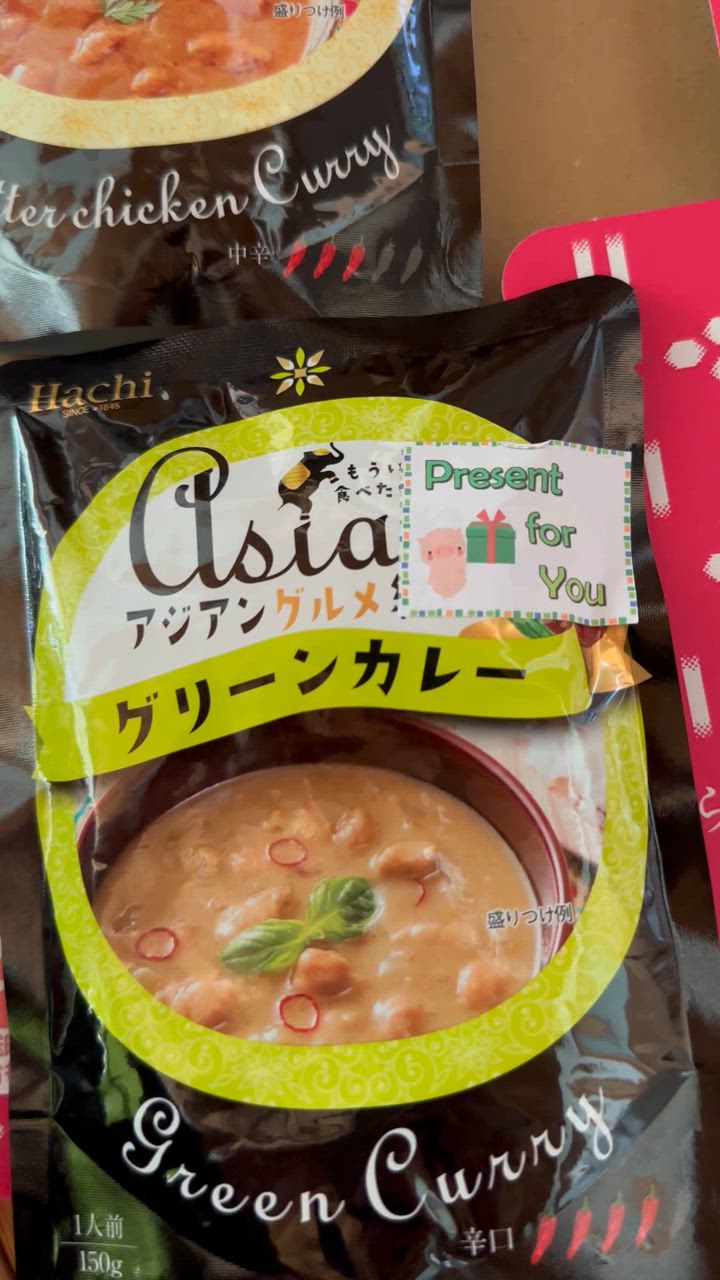 盛りつけ例
tter chicken Curry
中辛
Hachi
SINCE 1845
もうい
食べた
Asia
アジアングルメ
Present
for
You
グリーンカレー
盛りつけ例
Green Curry
1人前
150g
辛口
ら